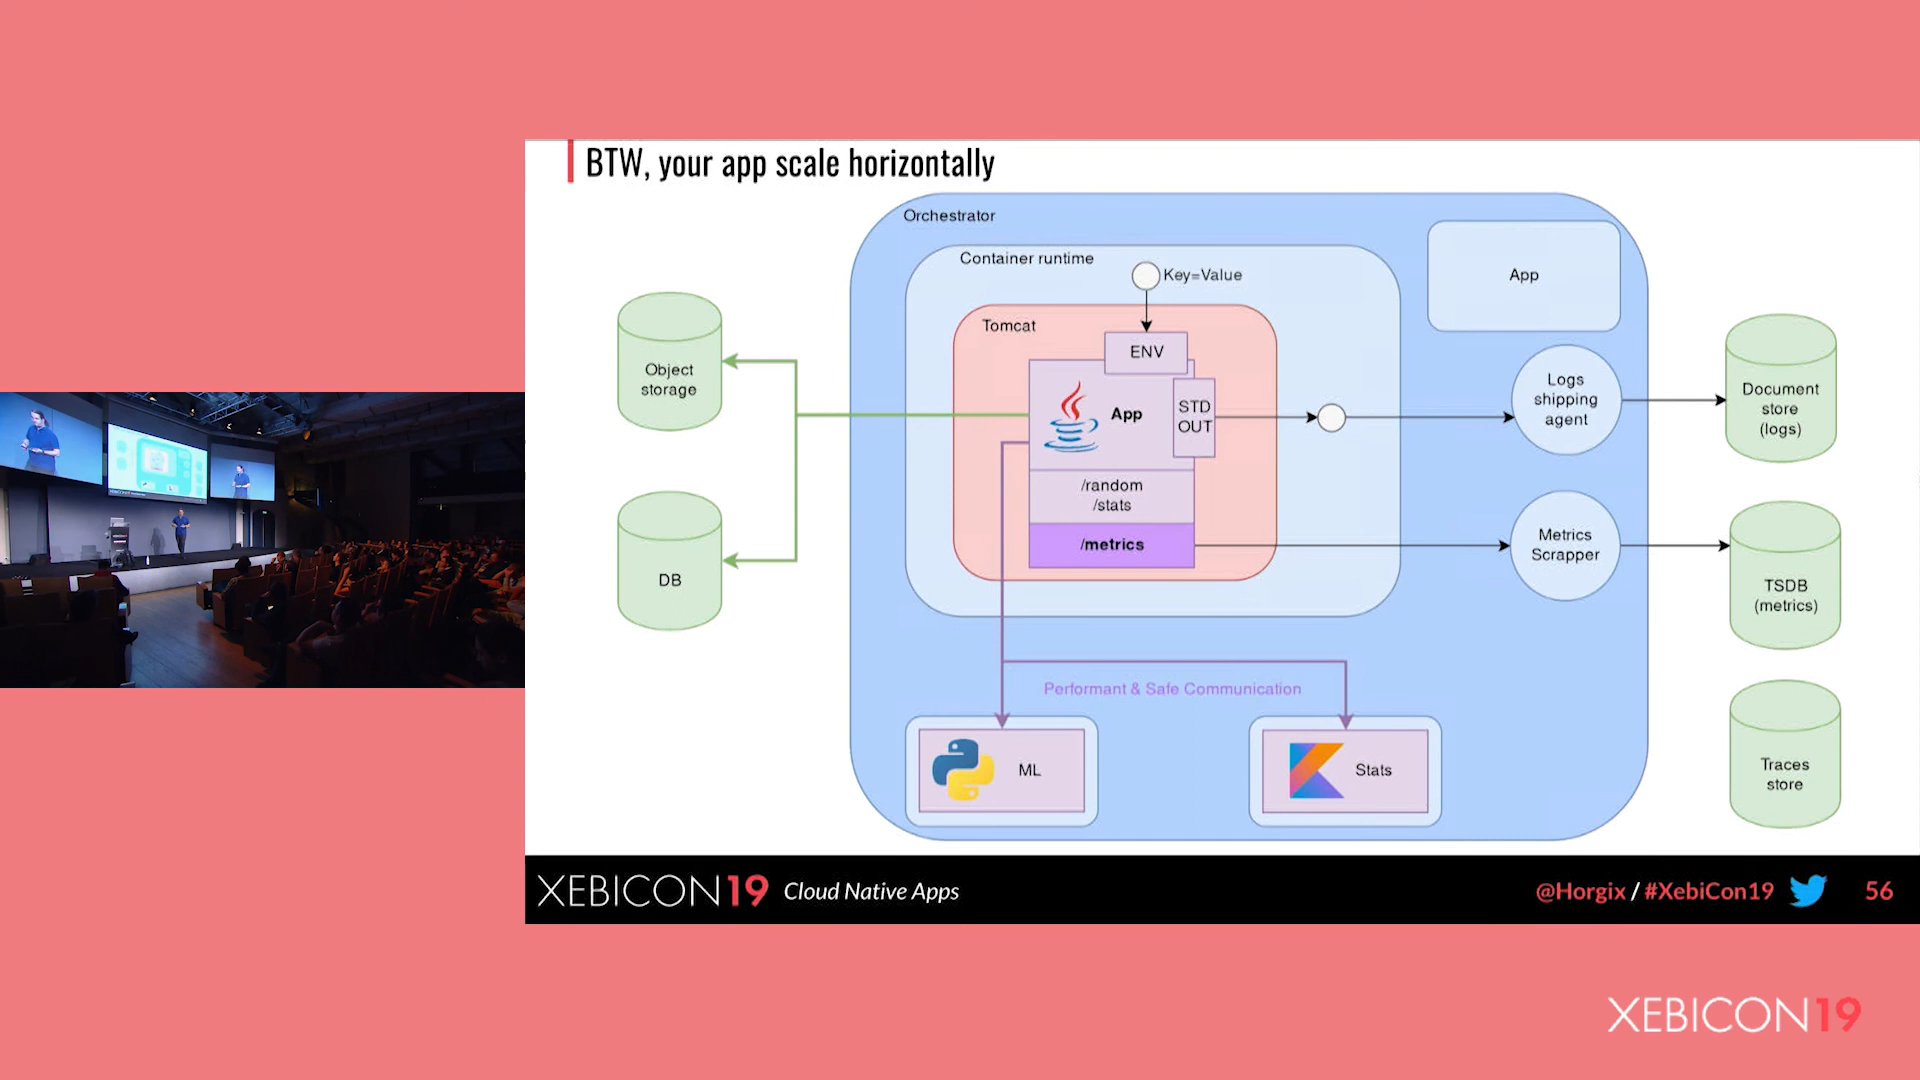 BTW, your app scale horizontally
Orchestrator
Container runtime
Key=Value
App
Tomcat
ENV
Object
storage
App
STD
OUT
Logs
shipping
agent
Document
store
(logs)
/random
/stats
/metrics
Metrics
Scrapper
DB
TSDB
(metrics)
Performant & Safe Communication
ML
Stats
Traces
store
XEBICON19 Cloud Native Apps
@Horgix / #XebiCon19 56
XEBICON19